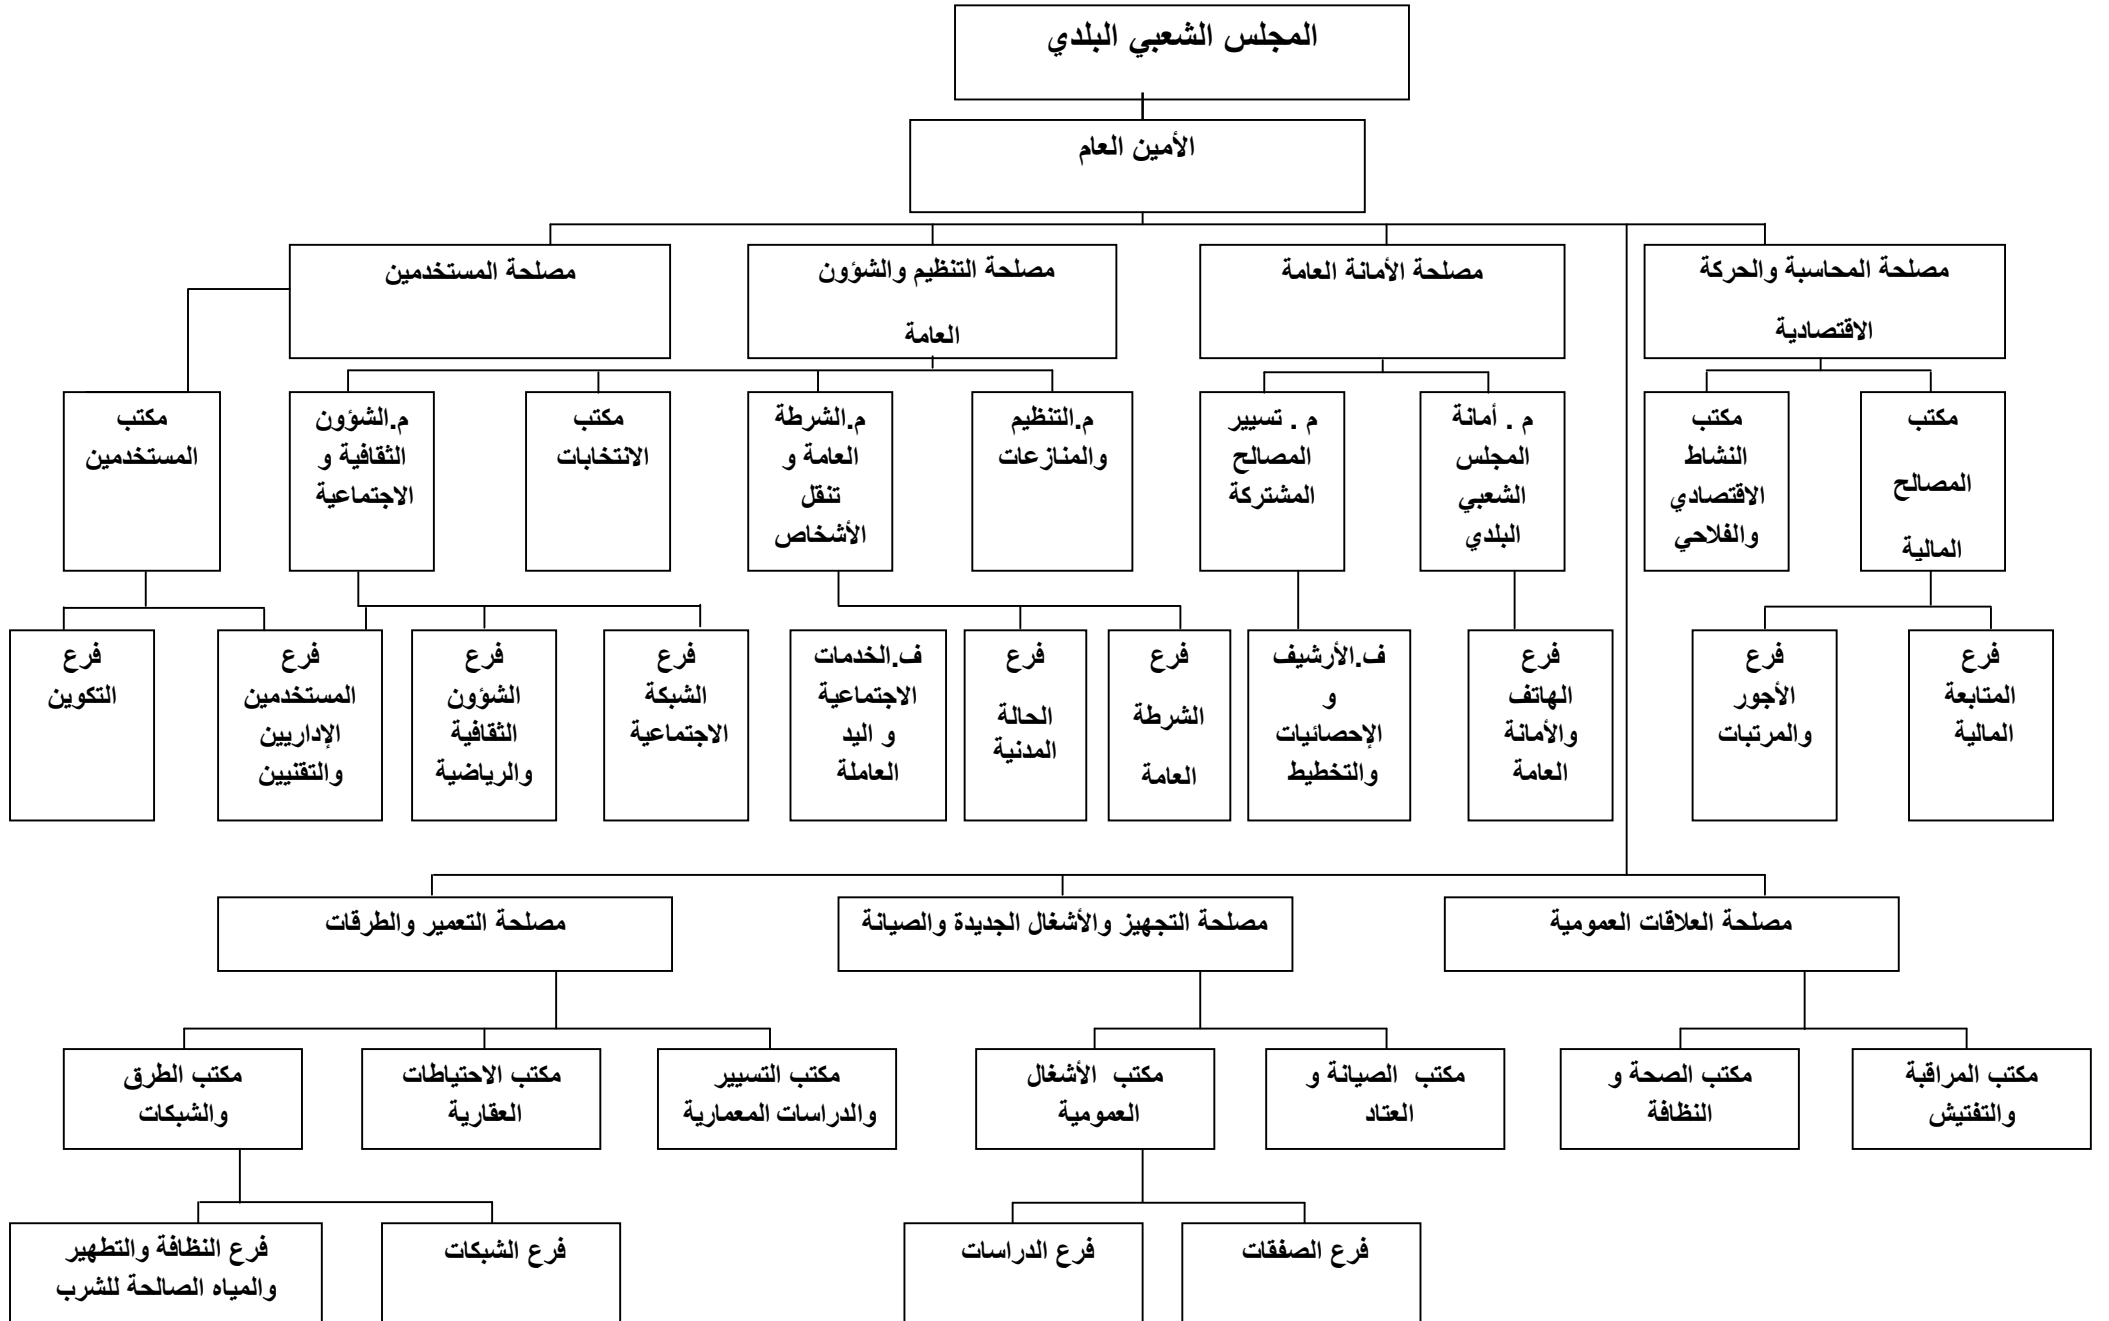 المجلس الشعبي البلدي
الأمين العام
مصلحة المحاسبة والحركة
الاقتصادية
مصلحة الأمانة العامة
مصلحة التنظيم والشؤون
العامة
مصلحة المستخدمين
مكتب
المصالح
المالية
مكتب
النشاط
الاقتصادي
والفلاحي
م . أمانة
المجلس
الشعبي
البلدي
م . تسيير
المصالح
المشتركة
م.التنظيم
والمنازعات
م.الشرطة
العامة و
تنقل
الأشخاص
مكتب
الانتخابات
م.الشؤون
الثقافية و
الاجتماعية
مكتب
المستخدمين
فرع
المتابعة
المالية
فرع
الأجور
والمرتبات
فرع
الهاتف
والأمانة
العامة
ف.الأرشيف
و
الإحصائيات
والتخطيط
فرع
الشرطة
العامة
فرع
الحالة
المدنية
ف.الخدمات
الاجتماعية
و اليد
العاملة
فرع
الشبكة
الاجتماعية
فرع
الشؤون
الثقافية
والرياضية
فرع
المستخدمين
الإداريين
والتقنيين
فرع
التكوين
مصلحة العلاقات العمومية
مصلحة التجهيز والأشغال الجديدة والصيانة
مصلحة التعمير والطرقات
مكتب المراقبة
والتفتيش
مكتب الصحة و
النظافة
مكتب الصيانة و
العتاد
مكتب الأشغال
العمومية
مكتب التسيير
والدراسات المعمارية
مكتب الاحتياطات
العقارية
مكتب الطرق
والشبكات
فرع الصفقات
فرع الدراسات
فرع الشبكات
فرع النظافة والتطهير
والمياه الصالحة للشرب